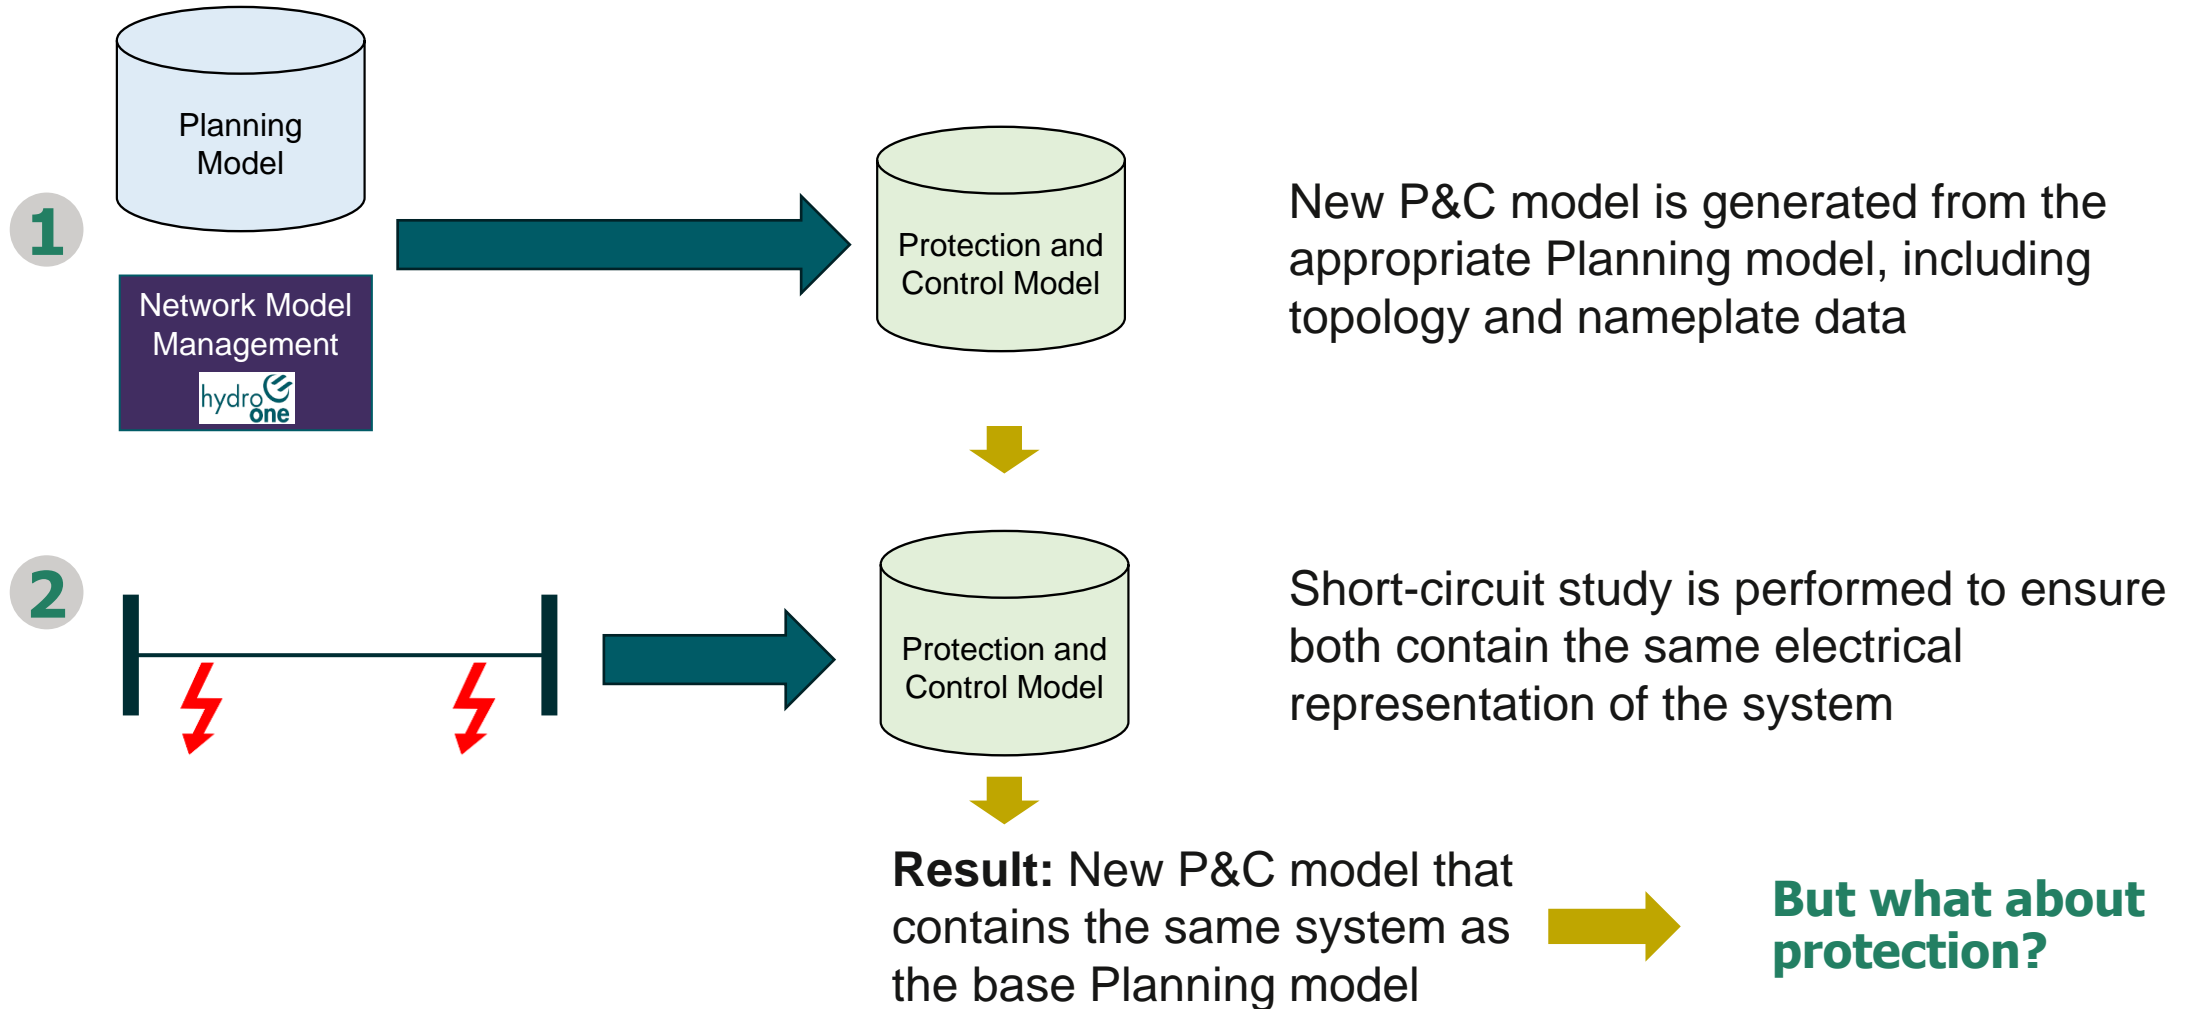 Planning
Model
1
Network Model
Management
hydro
one
Protection and
Control Model
New P&C model is generated from the
appropriate Planning model, including
topology and nameplate data
2
Protection and
Control Model
Short-circuit study is performed to ensure
both contain the same electrical
representation of the system
Result: New P&C model that
contains the same system as
the base Planning model
But what about
protection?